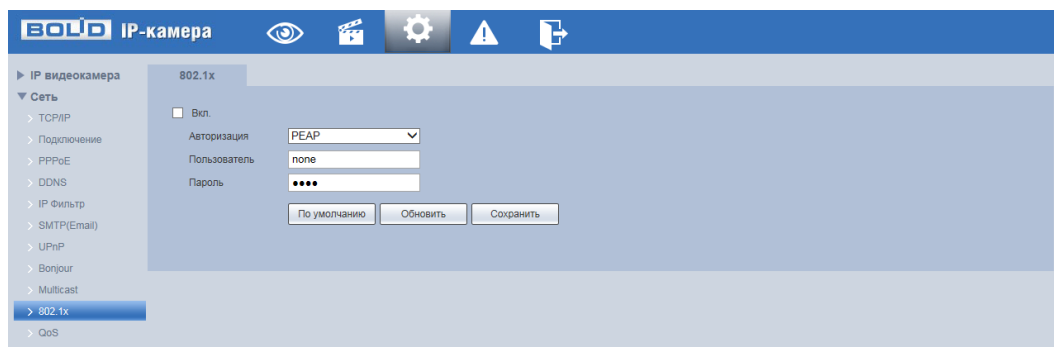 BOLID IP-камера
IP видеокамера
Сеть
TCP/IP
Подключение
PPPoE
DDNS
IP Фильтр
SMTP(Email)
UPnP
Bonjour
Multicast
802.1x
QoS
802.1x
Вкл.
Авторизация PEAP
Пользователь none
Пароль ••••
По умолчанию Обновить Сохранить